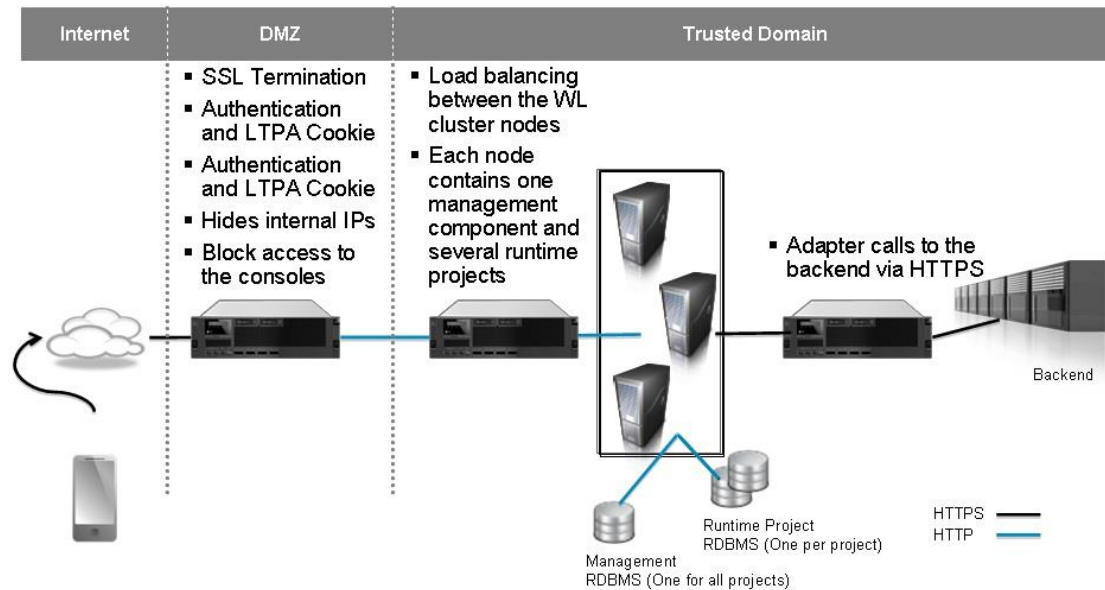 Internet
DMZ
Trusted Domain
▪ SSL Termination
▪ Authentication
and LTPA Cookie
▪ Authentication
and LTPA Cookie
▪ Hides internal IPs
▪ Block access to
the consoles
▪ Load balancing
between the WL
cluster nodes
▪ Each node
contains one
management
component and
several runtime
projects
▪ Adapter calls to the
backend via HTTPS
Backend
Runtime Project
RDBMS (One per project)
Management
RDBMS (One for all projects)
HTTPS
HTTP